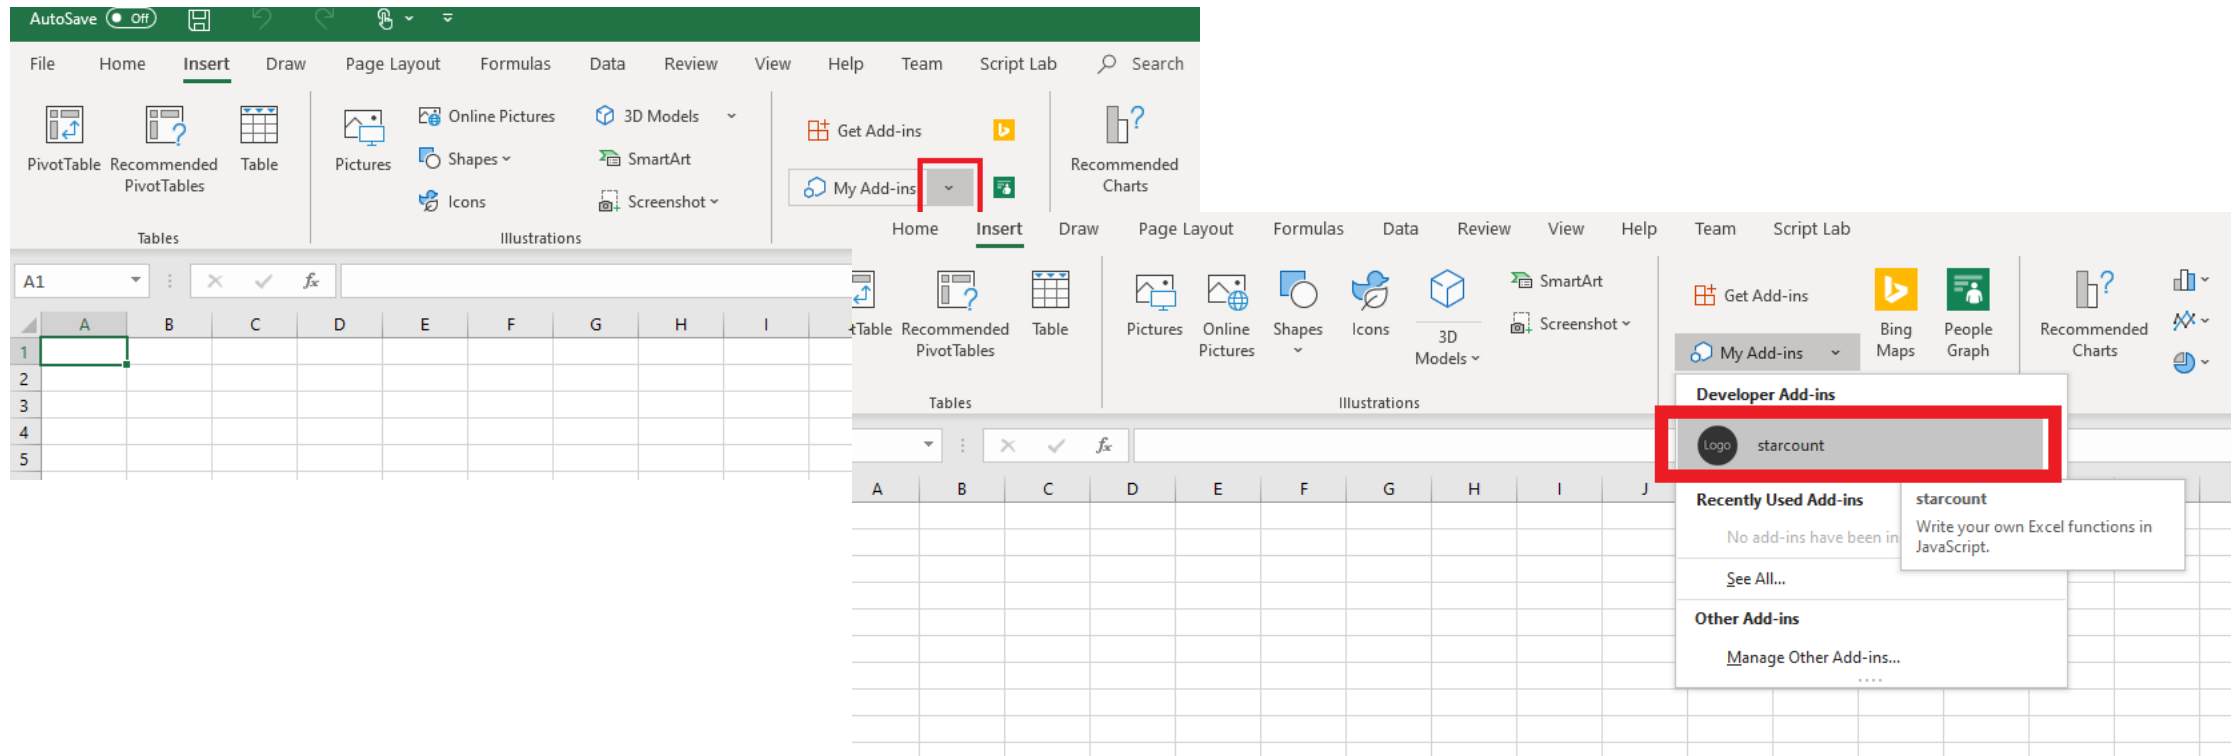 AutoSave Off
File Home Insert Draw Page Layout Formulas Data Review View Help Team Script Lab Search
PivotTable
Recommended
PivotTables
Table
Tables
Pictures
Online Pictures
Shapes
Icons
3D Models
SmartArt
Screenshot
Illustrations
Get Add-ins
My Add-ins
Recommended
Charts
A1
fx
A B C D E F G H I
1
2
3
4
5
Home Insert Draw Page Layout Formulas Data Review View Help Team Script Lab
tTable
Recommended
PivotTables
Table
Tables
Pictures
Online
Pictures
Shapes
Icons
3D
Models
SmartArt
Screenshot
Illustrations
Get Add-ins
My Add-ins
Bing
Maps
People
Graph
Recommended
Charts
fx
A B C D E F G H I J
Developer Add-ins
Logo starcount
Recently Used Add-ins
No add-ins have been in
See All...
Other Add-ins
Manage Other Add-ins...
starcount
Write your own Excel functions in
JavaScript.